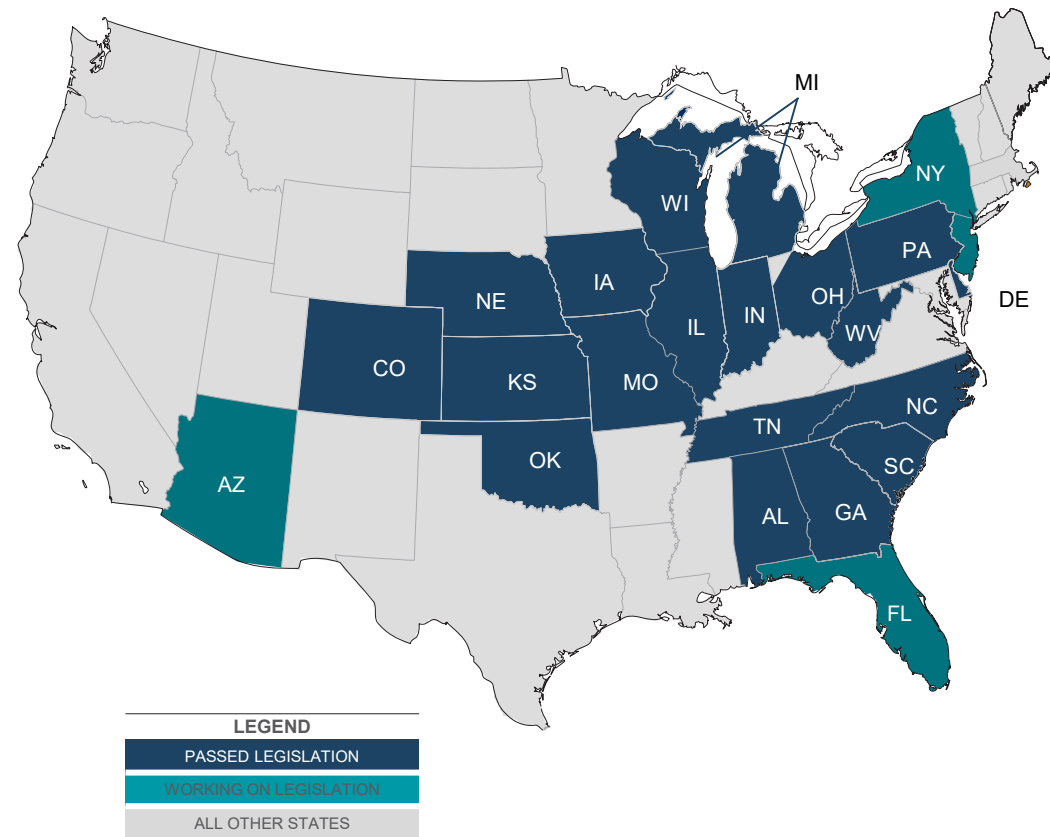 MI
NY
WI
PA
IA
NE
OH
DE
IL
IN
WV
CO
KS
MO
NC
TN
OK
SC
AZ
AL
GA
FL
LEGEND
PASSED LEGISLATION
WORKING ON LEGISLATION
ALL OTHER STATES